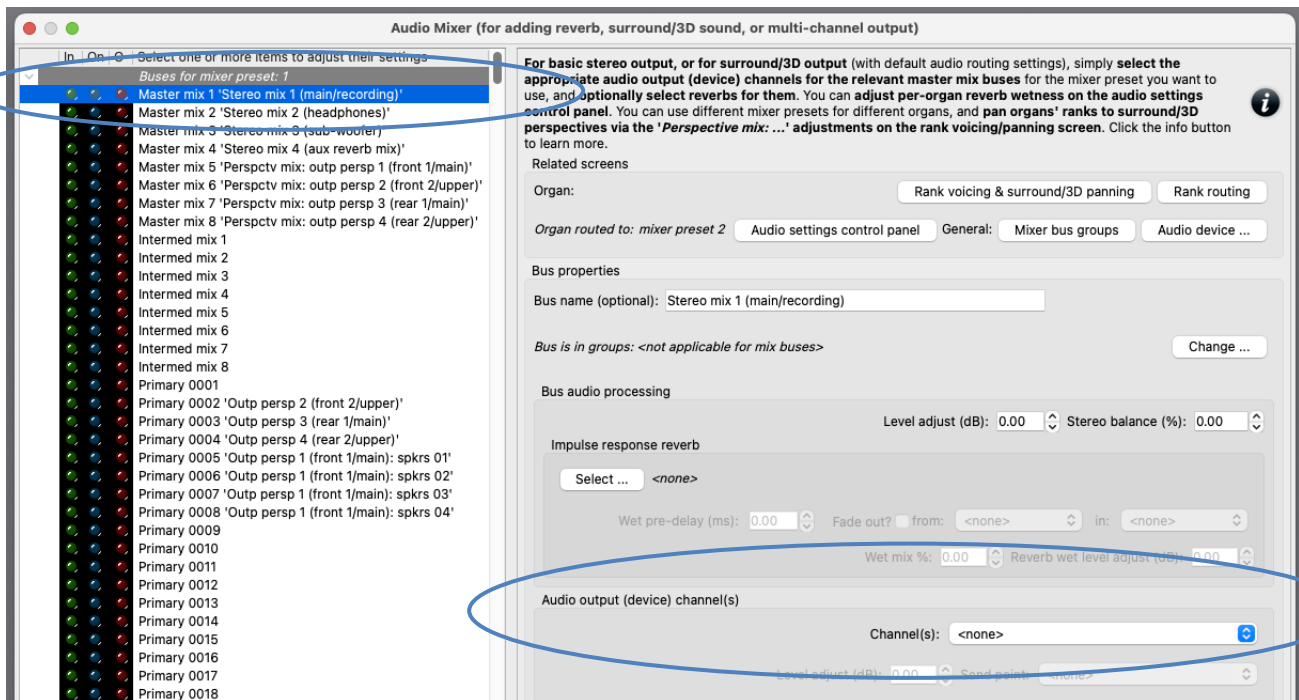 Audio Mixer (for adding reverb, surround/3D sound, or multi-channel output)
In On O Select one or more items to adjust their settings
Buses for mixer preset: 1
Master mix 1 'Stereo mix 1 (main/recording)'
Master mix 2 'Stereo mix 2 (headphones)'
Master mix 3 'Stereo mix 3 (sub-woofer)'
Master mix 4 'Stereo mix 4 (aux reverb mix)'
Master mix 5 'Perspctv mix: outp persp 1 (front 1/main)'
Master mix 6 'Perspctv mix: outp persp 2 (front 2/upper)'
Master mix 7 'Perspctv mix: outp persp 3 (rear 1/main)'
Master mix 8 'Perspctv mix: outp persp 4 (rear 2/upper)'
Intermed mix 1
Intermed mix 2
Intermed mix 3
Intermed mix 4
Intermed mix 5
Intermed mix 6
Intermed mix 7
Intermed mix 8
Primary 0001
Primary 0002 'Outp persp 2 (front 2/upper)'
Primary 0003 'Outp persp 3 (rear 1/main)'
Primary 0004 'Outp persp 4 (rear 2/upper)'
Primary 0005 'Outp persp 1 (front 1/main): spkrs 01'
Primary 0006 'Outp persp 1 (front 1/main): spkrs 02'
Primary 0007 'Outp persp 1 (front 1/main): spkrs 03'
Primary 0008 'Outp persp 1 (front 1/main): spkrs 04'
Primary 0009
Primary 0010
Primary 0011
Primary 0012
Primary 0013
Primary 0014
Primary 0015
Primary 0016
Primary 0017
Primary 0018
For basic stereo output, or for surround/3D output (with default audio routing settings), simply select the
appropriate audio output (device) channels for the relevant master mix buses for the mixer preset you want to
use, and optionally select reverbs for them. You can adjust per-organ reverb wetness on the audio settings
control panel. You can use different mixer presets for different organs, and pan organs' ranks to surround/3D
perspectives via the 'Perspective mix: ...' adjustments on the rank voicing/panning screen. Click the info button
to learn more.
Related screens
Organ: Rank voicing & surround/3D panning Rank routing
Organ routed to: mixer preset 2 Audio settings control panel General: Mixer bus groups Audio device ...
Bus properties
Bus name (optional): Stereo mix 1 (main/recording)
Bus is in groups: <not applicable for mix buses> Change ...
Bus audio processing
Level adjust (dB): 0.00 Stereo balance (%): 0.00
Impulse response reverb
Select ... <none>
Wet pre-delay (ms): 0.00 Fade out? from: <none> in: <none>
Wet mix %: 0.00 Reverb wet level adjust (dB): 0.00
Audio output (device) channel(s)
Channel(s): <none>
Level adjust (dB): 0.00 Send point: <none>